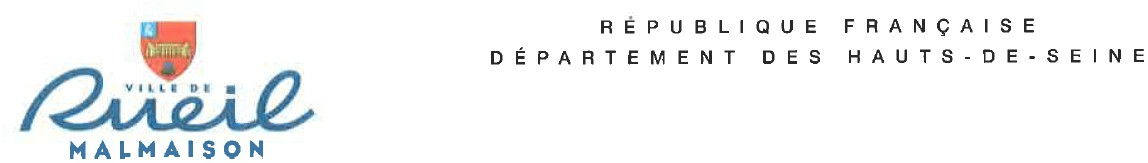 RÉPUBLIQUE FRANÇAISE
DÉPARTEMENT DES HAUTS-DE-SEINE
VILLE DE
Rueil
MALMAISON